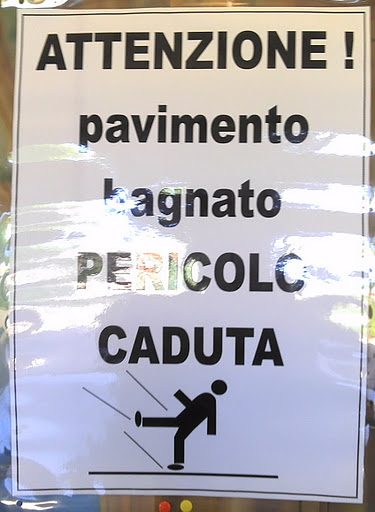 ATTENZIONE !
pavimento
bagnato
PERICOLO
CADUTA